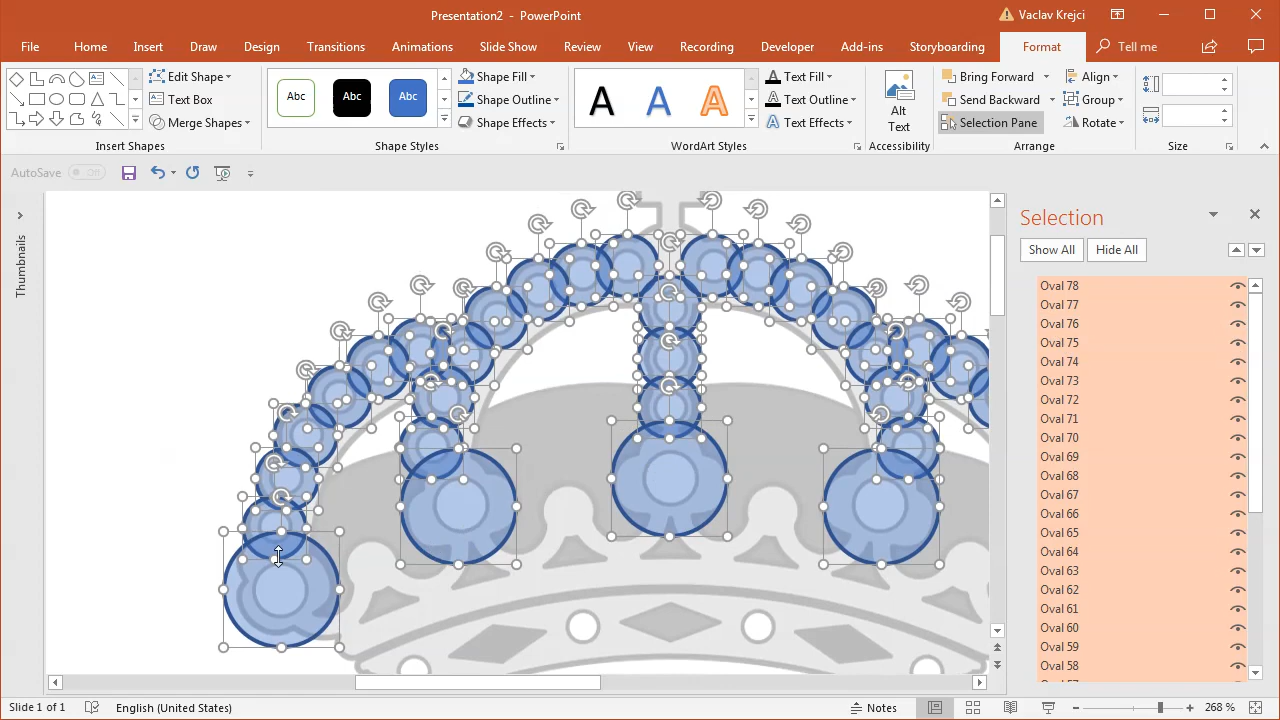 Presentation2 - PowerPoint
Vaclav Krejci
File Home Insert Draw Design Transitions Animations Slide Show Review View Recording Developer Add-ins Storyboarding Format Tell me
Edit Shape
Text Box
Merge Shapes
Insert Shapes
Abc Abc Abc
Shape Fill
Shape Outline
Shape Effects
Shape Styles
A A A
Text Fill
Text Outline
Text Effects
WordArt Styles
Alt
Text
Accessibility
Bring Forward
Send Backward
Selection Pane
Align
Group
Rotate
Arrange
Size
AutoSave Off
Thumbnails
Selection
Show All Hide All
Oval 78
Oval 77
Oval 76
Oval 75
Oval 74
Oval 73
Oval 72
Oval 71
Oval 70
Oval 69
Oval 68
Oval 67
Oval 66
Oval 65
Oval 64
Oval 63
Oval 62
Oval 61
Oval 60
Oval 59
Oval 58
Slide 1 of 1 English (United States) Notes 268 %